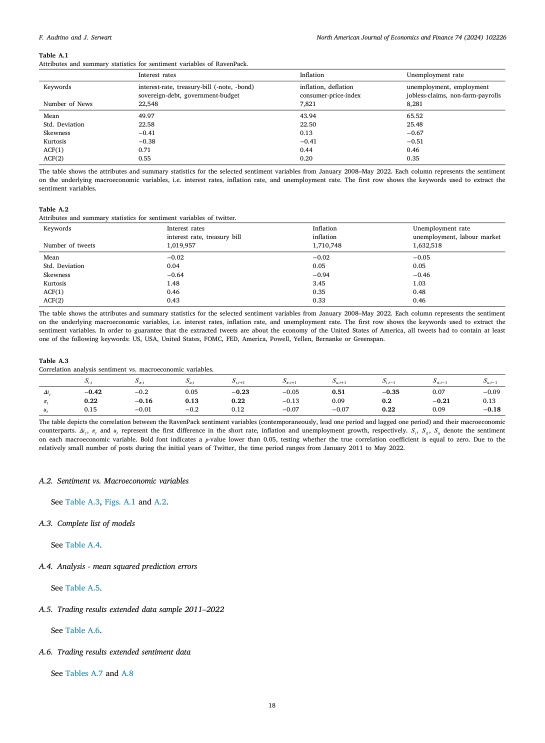 F. Audrino and J. Serwart
North American Journal of Economics and Finance 74 (2024) 102226
Table A.1
Attributes and summary statistics for sentiment variables of RavenPack.
Interest rates Inflation Unemployment rate
Keywords interest-rate, treasury-bill (-note, -bond) inflation, deflation unemployment, employment
sovereign-debt, government-budget consumer-price-index jobless-claims, non-farm-payrolls
Number of News 22,548 7,821 8,281
Mean 49.97 43.94 65.52
Std. Deviation 22.58 22.50 25.48
Skewness −0.41 0.13 −0.67
Kurtosis −0.38 −0.41 −0.51
ACF(1) 0.71 0.44 0.46
ACF(2) 0.55 0.20 0.35
The table shows the attributes and summary statistics for the selected sentiment variables from January 2008–May 2022. Each column represents the sentiment
on the underlying macroeconomic variables, i.e. interest rates, inflation rate, and unemployment rate. The first row shows the keywords used to extract the
sentiment variables.
Table A.2
Attributes and summary statistics for sentiment variables of twitter.
Keywords Interest rates Inflation Unemployment rate
interest rate, treasury bill inflation unemployment, labour market
Number of tweets 1,019,957 1,710,748 1,632,518
Mean −0.02 −0.02 −0.05
Std. Deviation 0.04 0.05 0.05
Skewness −0.64 −0.94 −0.46
Kurtosis 1.48 3.45 1.03
ACF(1) 0.46 0.35 0.48
ACF(2) 0.43 0.33 0.46
The table shows the attributes and summary statistics for the selected sentiment variables from January 2008–May 2022. Each column represents the sentiment
on the underlying macroeconomic variables, i.e. interest rates, inflation rate, and unemployment rate. The first row shows the keywords used to extract the
sentiment variables. In order to guarantee that the extracted tweets are about the economy of the United States of America, all tweets had to contain at least
one of the following keywords: US, USA, United States, FOMC, FED, America, Powell, Yellen, Bernanke or Greenspan.
Table A.3
Correlation analysis sentiment vs. macroeconomic variables.
S_{i,t} S_{π,t} S_{u,t} S_{i,t+1} S_{π,t+1} S_{u,t+1} S_{i,t−1} S_{π,t−1} S_{u,t−1}
Δi_t −0.42 −0.2 0.05 −0.23 −0.05 0.51 −0.35 0.07 −0.09
π_t 0.22 −0.16 0.13 0.22 −0.13 0.09 0.2 −0.21 0.13
u_t 0.15 −0.01 −0.2 0.12 −0.07 −0.07 0.22 0.09 −0.18
The table depicts the correlation between the RavenPack sentiment variables (contemporaneously, lead one period and lagged one period) and their macroeconomic
counterparts. Δi_t, π_t and u_t represent the first difference in the short rate, inflation and unemployment growth, respectively. S_i, S_π, S_u denote the sentiment
on each macroeconomic variable. Bold font indicates a p-value lower than 0.05, testing whether the true correlation coefficient is equal to zero. Due to the
relatively small number of posts during the initial years of Twitter, the time period ranges from January 2011 to May 2022.
A.2. Sentiment vs. Macroeconomic variables
See Table A.3, Figs. A.1 and A.2.
A.3. Complete list of models
See Table A.4.
A.4. Analysis - mean squared prediction errors
See Table A.5.
A.5. Trading results extended data sample 2011–2022
See Table A.6.
A.6. Trading results extended sentiment data
See Tables A.7 and A.8
18